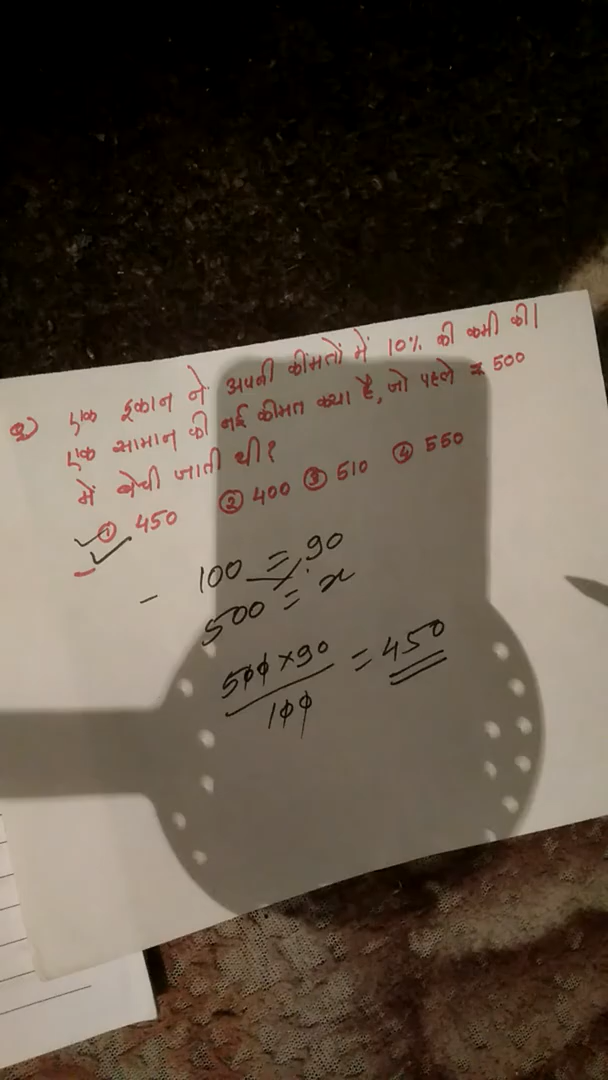 Q) एक दुकान ने अपनी कीमतों में 10% की कमी की।
एक सामान की नई कीमत क्या है, जो पहले ₹ 500
में बेची जाती थी?
① 450 ② 400 ③ 510 ④ 550
100 = 90
500 = x
500 × 90 / 100 = 450